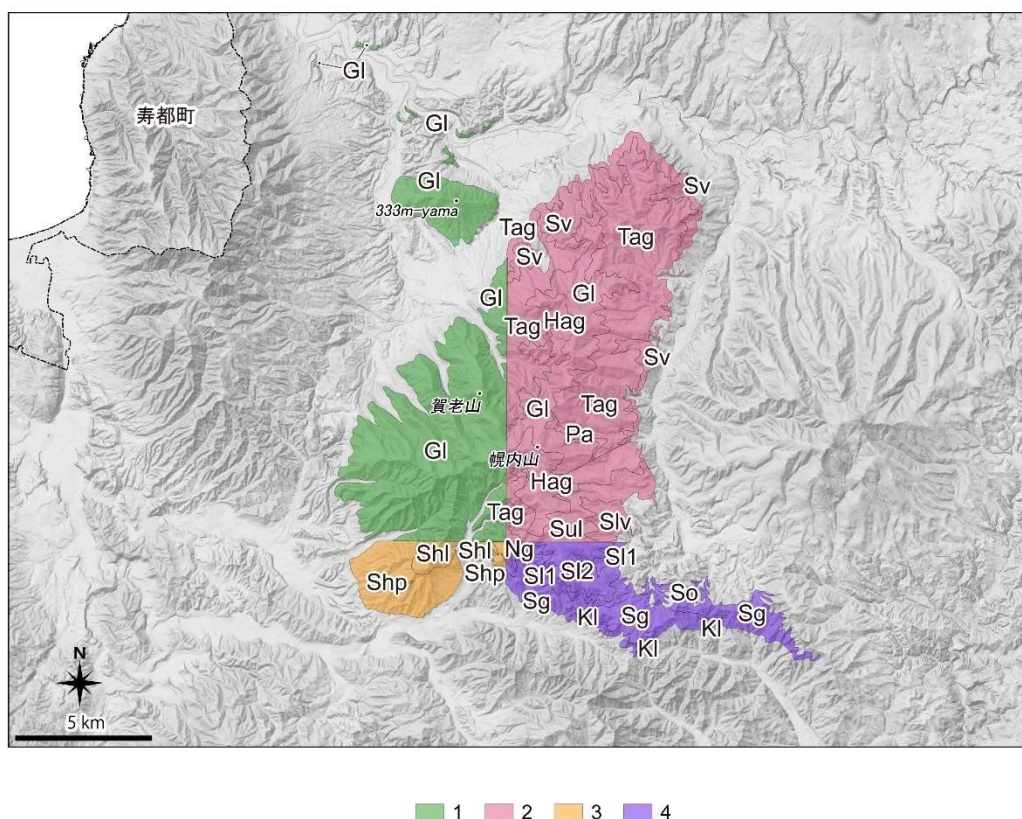 Gl
寿都町
Gl
Gl
333m-yama
Sv
Tag
Sv
Tag
Sv
Gl
Gl
Tag
Hag
Sv
賀老山
Gl
Tag
Pa
Gl
幌内山
Hag
Tag
Sul
Slv
Shl
Shl
Ng
Sl1
Shp
Shp
Sl1
Sl2
Sg
So
Kl
Sg
Kl
Sg
Kl
N
5 km
1 2 3 4